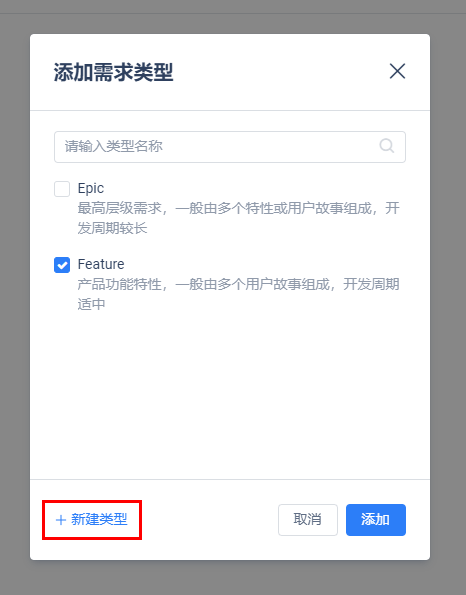 添加需求类型
请输入类型名称
Epic
最高层级需求，一般由多个特性或用户故事组成，开
发周期较长
Feature
产品功能特性，一般由多个用户故事组成，开发周期
适中
+ 新建类型
取消
添加